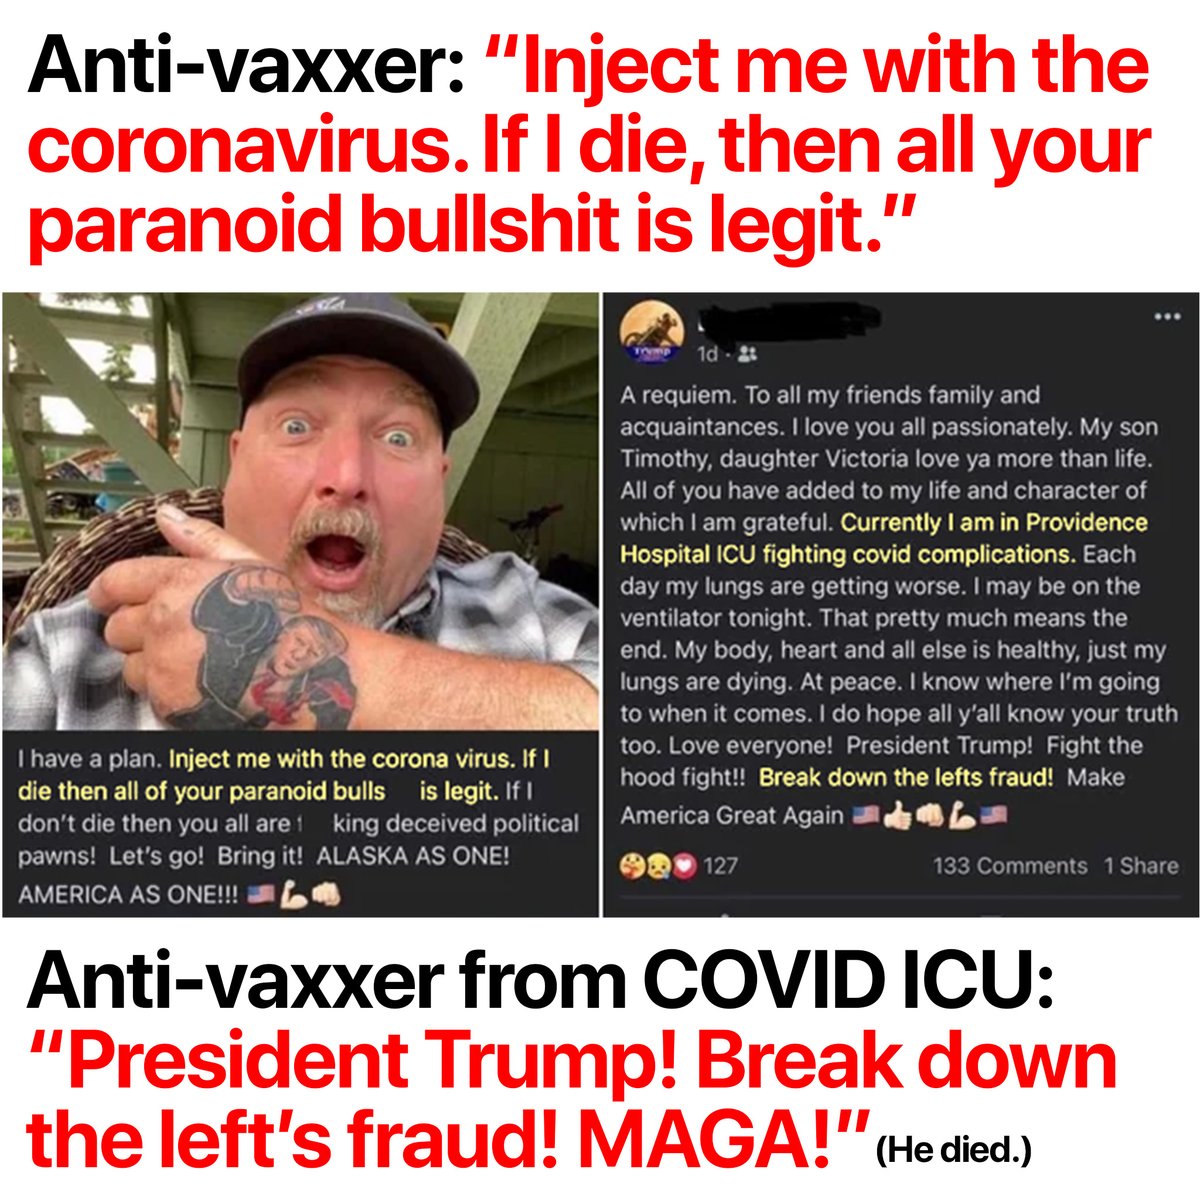 Anti-vaxxer: “Inject me with the
coronavirus. If I die, then all your
paranoid bullshit is legit.”
I have a plan. Inject me with the corona virus. If I
die then all of your paranoid bulls is legit. If I
don't die then you all are king deceived political
pawns! Let's go! Bring it! ALASKA AS ONE!
AMERICA AS ONE!!! 🇺🇸💪🏻👊🏻
TRUMP
1d ·
A requiem. To all my friends family and
acquaintances. I love you all passionately. My son
Timothy, daughter Victoria love ya more than life.
All of you have added to my life and character of
which I am grateful. Currently I am in Providence
Hospital ICU fighting covid complications. Each
day my lungs are getting worse. I may be on the
ventilator tonight. That pretty much means the
end. My body, heart and all else is healthy, just my
lungs are dying. At peace. I know where I'm going
to when it comes. I do hope all y'all know your truth
too. Love everyone! President Trump! Fight the
hood fight!! Break down the lefts fraud! Make
America Great Again 🇺🇸👍🏻👊🏻💪🏻🇺🇸
127
133 Comments 1 Share
Anti-vaxxer from COVID ICU:
“President Trump! Break down
the left’s fraud! MAGA!” (He died.)